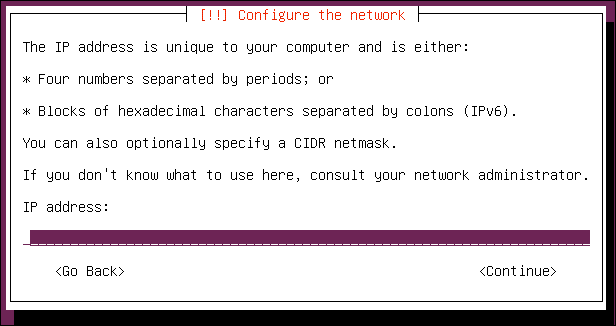 [!!] Configure the network
The IP address is unique to your computer and is either:
* Four numbers separated by periods; or
* Blocks of hexadecimal characters separated by colons (IPv6).
You can also optionally specify a CIDR netmask.
If you don't know what to use here, consult your network administrator.
IP address:
<Go Back> <Continue>